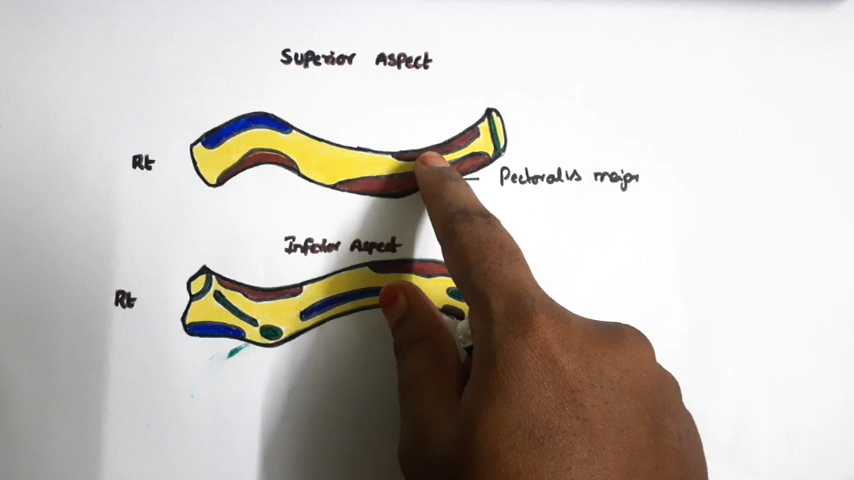 Superior Aspect
Rt
Pectoralis major
Inferior Aspect
Rt